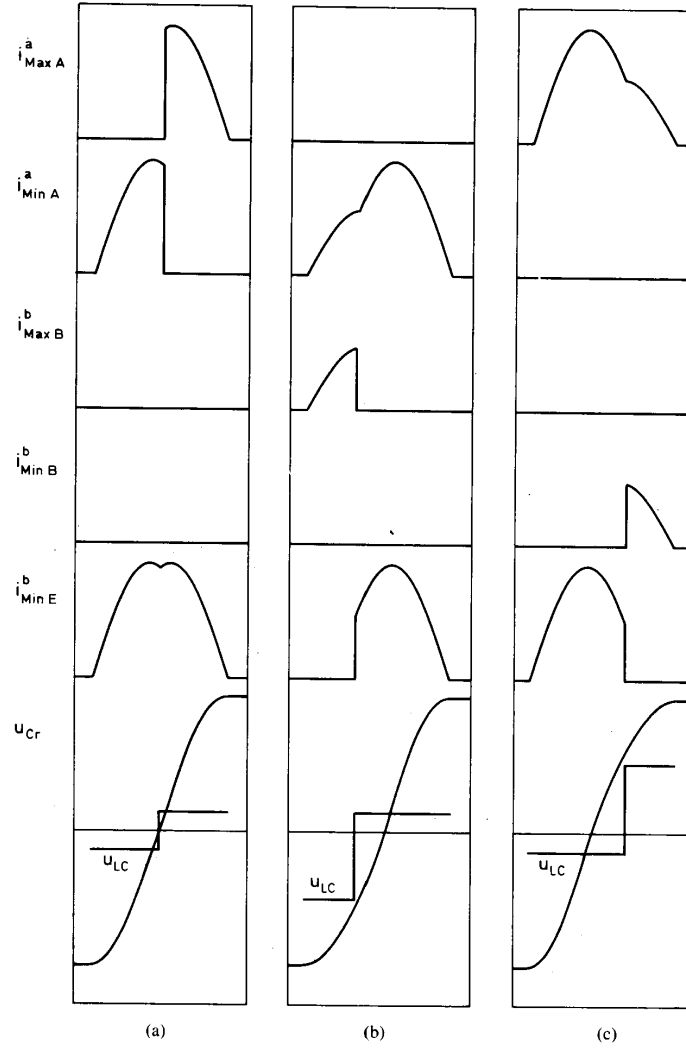 i^a_Max A
i^a_Min A
i^b_Max B
i^b_Min B
i^b_Min E
u_Cr
u_LC
u_LC
u_LC
(a)
(b)
(c)